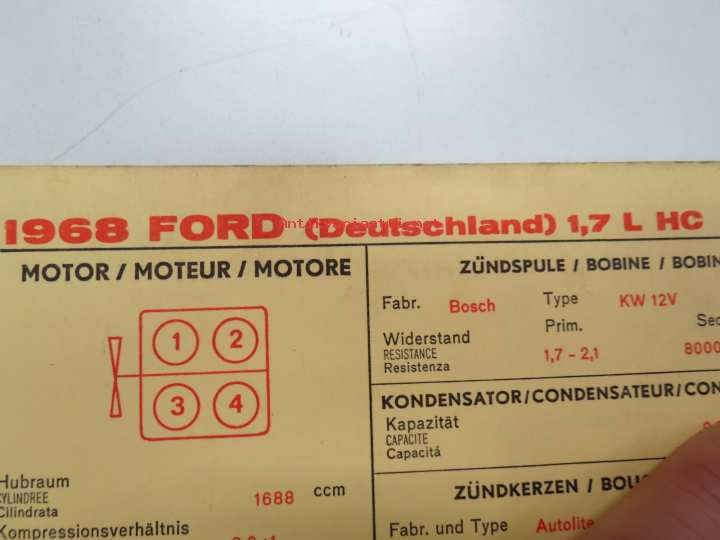 1968 FORD (Deutschland) 1,7 L HC
MOTOR / MOTEUR / MOTORE
1 2
3 4
Hubraum
CYLINDREE
Cilindrata
1688 ccm
Kompressionsverhältnis
ZÜNDSPULE / BOBINE / BOBIN
Fabr. Bosch Type KW 12V
Widerstand Prim. Sec
RESISTANCE
Resistenza 1,7 - 2,1 8000
KONDENSATOR/CONDENSATEUR/CON
Kapazität
CAPACITE
Capacitá
ZÜNDKERZEN / BOU
Fabr. und Type Autolite